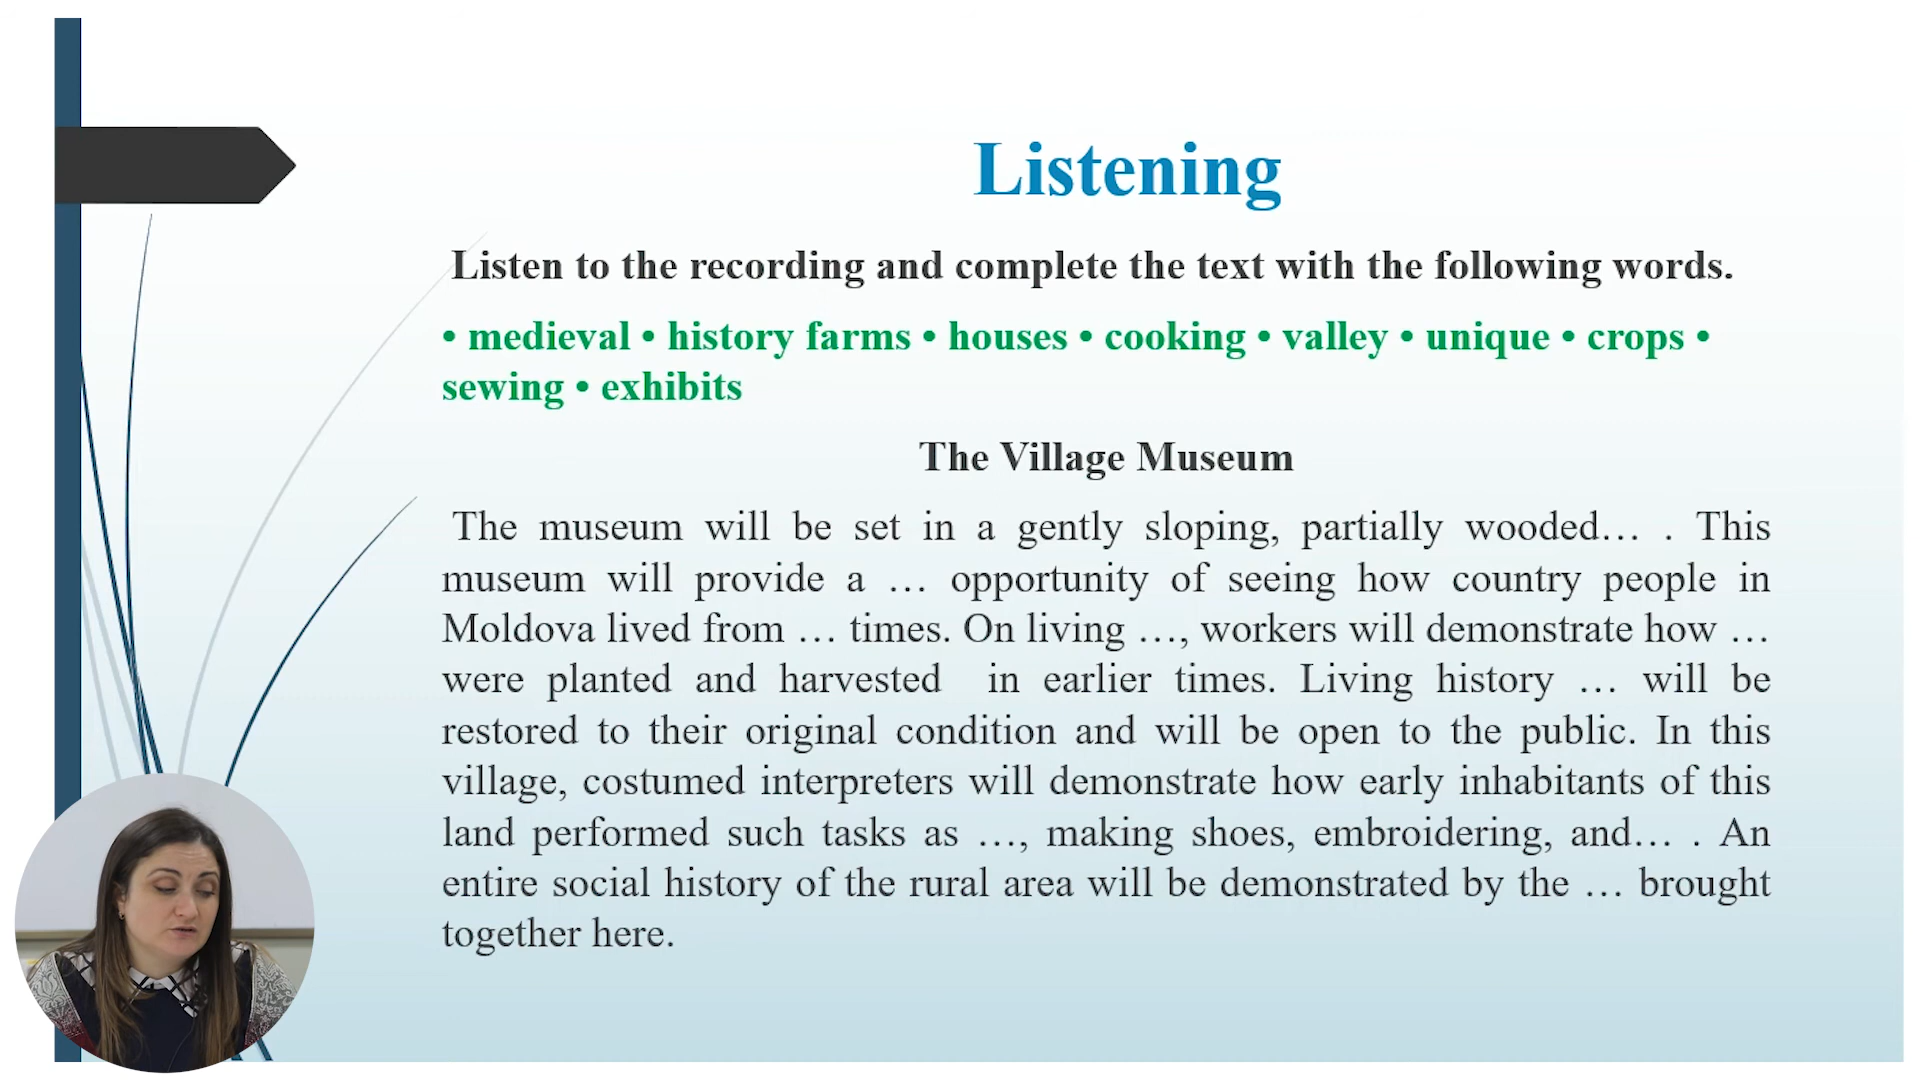 Listening
Listen to the recording and complete the text with the following words.
• medieval • history farms • houses • cooking • valley • unique • crops •
sewing • exhibits
The Village Museum
The museum will be set in a gently sloping, partially wooded… . This
museum will provide a … opportunity of seeing how country people in
Moldova lived from … times. On living …, workers will demonstrate how …
were planted and harvested in earlier times. Living history … will be
restored to their original condition and will be open to the public. In this
village, costumed interpreters will demonstrate how early inhabitants of this
land performed such tasks as …, making shoes, embroidering, and… . An
entire social history of the rural area will be demonstrated by the … brought
together here.